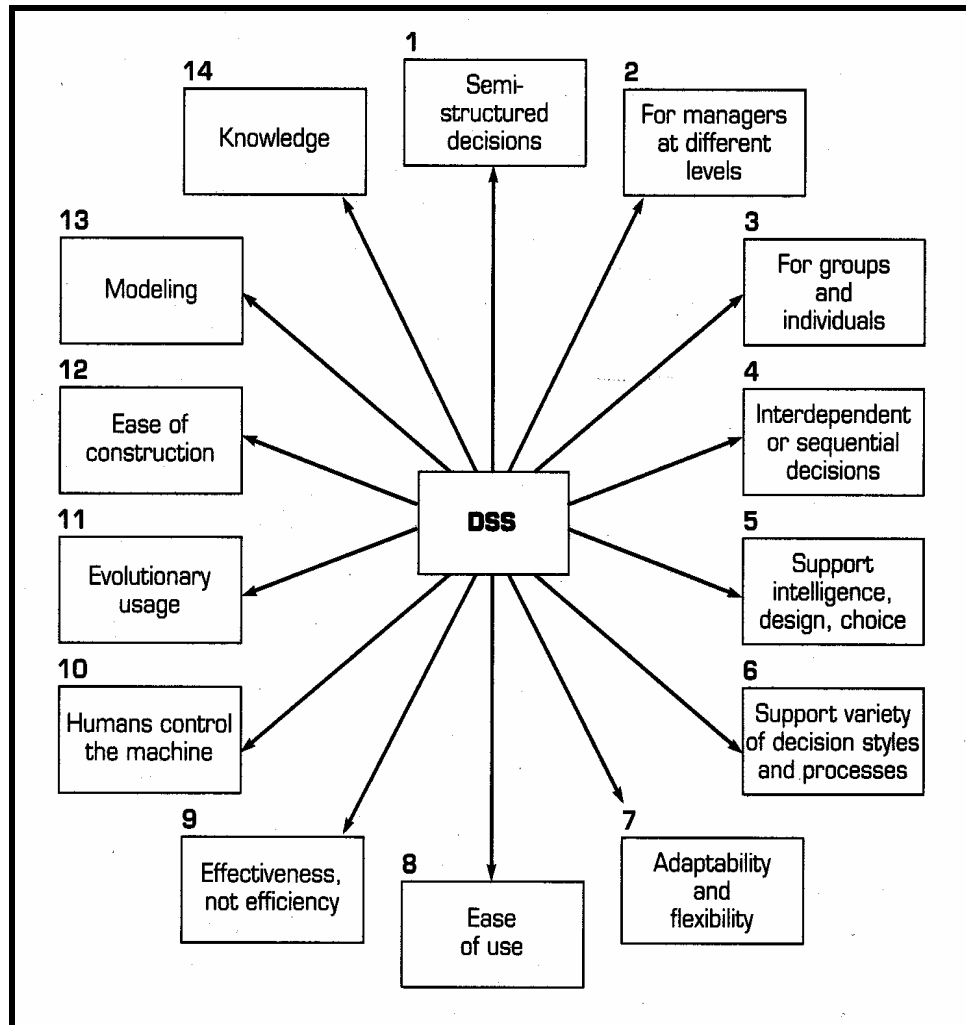 1
Semi-
structured
decisions
2
For managers
at different
levels
3
For groups
and
individuals
4
Interdependent
or sequential
decisions
5
Support
intelligence,
design, choice
6
Support variety
of decision styles
and processes
7
Adaptability
and
flexibility
8
Ease
of use
9
Effectiveness,
not efficiency
10
Humans control
the machine
11
Evolutionary
usage
12
Ease of
construction
13
Modeling
14
Knowledge
DSS